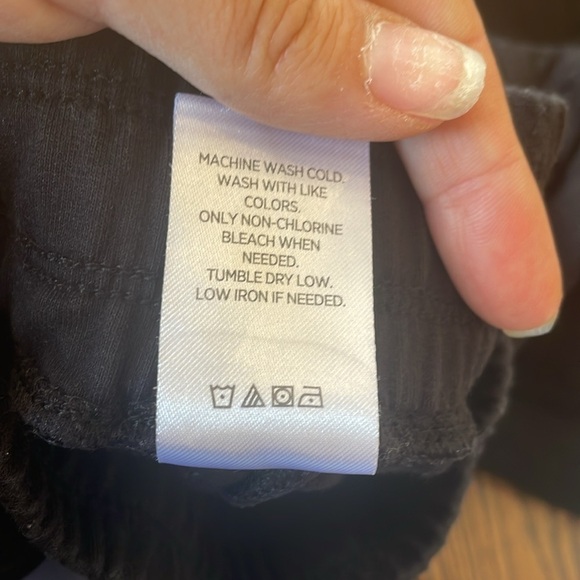 MACHINE WASH COLD.
WASH WITH LIKE
COLORS.
ONLY NON-CHLORINE
BLEACH WHEN
NEEDED.
TUMBLE DRY LOW.
LOW IRON IF NEEDED.